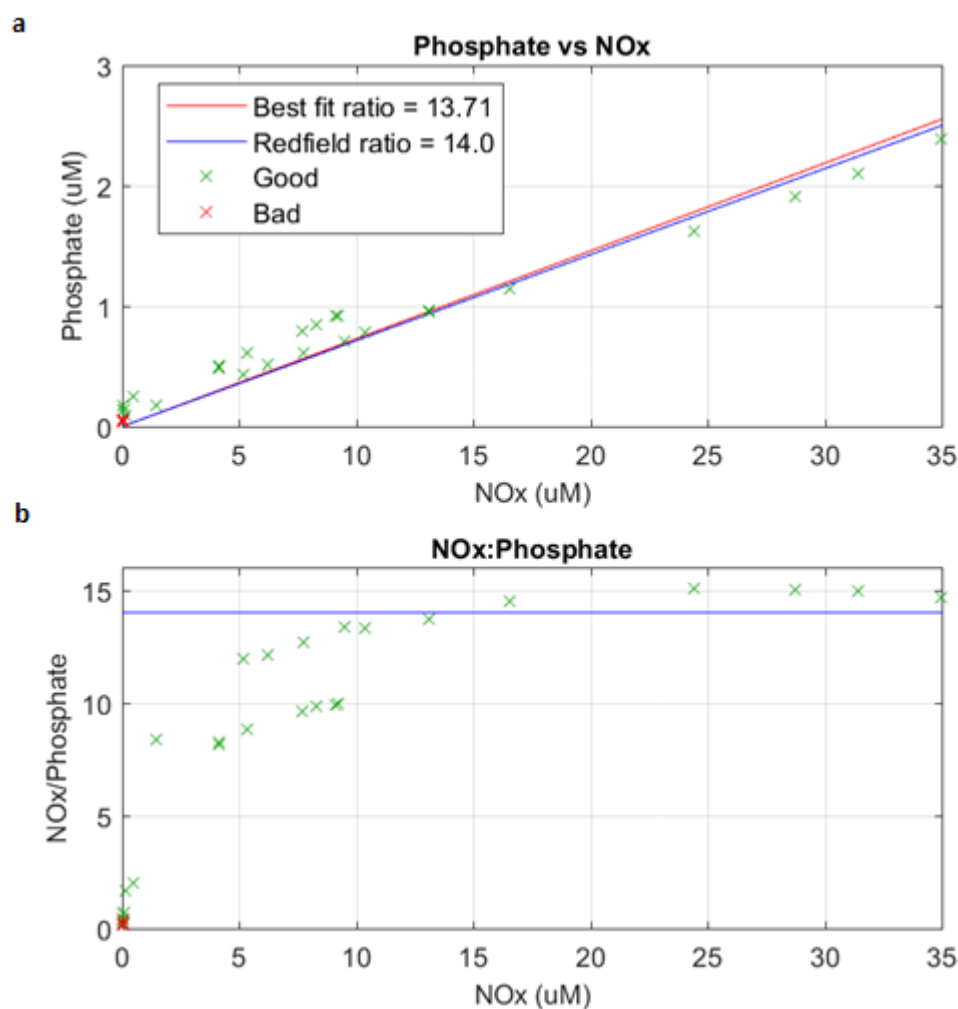 a
Phosphate vs NOx
3
2
1
0
Phosphate (uM)
Best fit ratio = 13.71
Redfield ratio = 14.0
Good
Bad
0 5 10 15 20 25 30 35
NOx (uM)
b
NOx:Phosphate
15
10
5
0
NOx/Phosphate
0 5 10 15 20 25 30 35
NOx (uM)